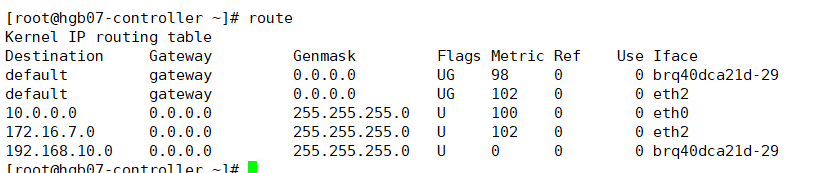 [root@hgb07-controller ~]# route
Kernel IP routing table
Destination     Gateway         Genmask         Flags Metric Ref    Use Iface
default         gateway         0.0.0.0         UG    98     0        0 brq40dca21d-29
default         gateway         0.0.0.0         UG    102    0        0 eth2
10.0.0.0        0.0.0.0         255.255.255.0   U     100    0        0 eth0
172.16.7.0      0.0.0.0         255.255.255.0   U     102    0        0 eth2
192.168.10.0    0.0.0.0         255.255.255.0   U     0      0        0 brq40dca21d-29
[root@hgb07-controller ~]#